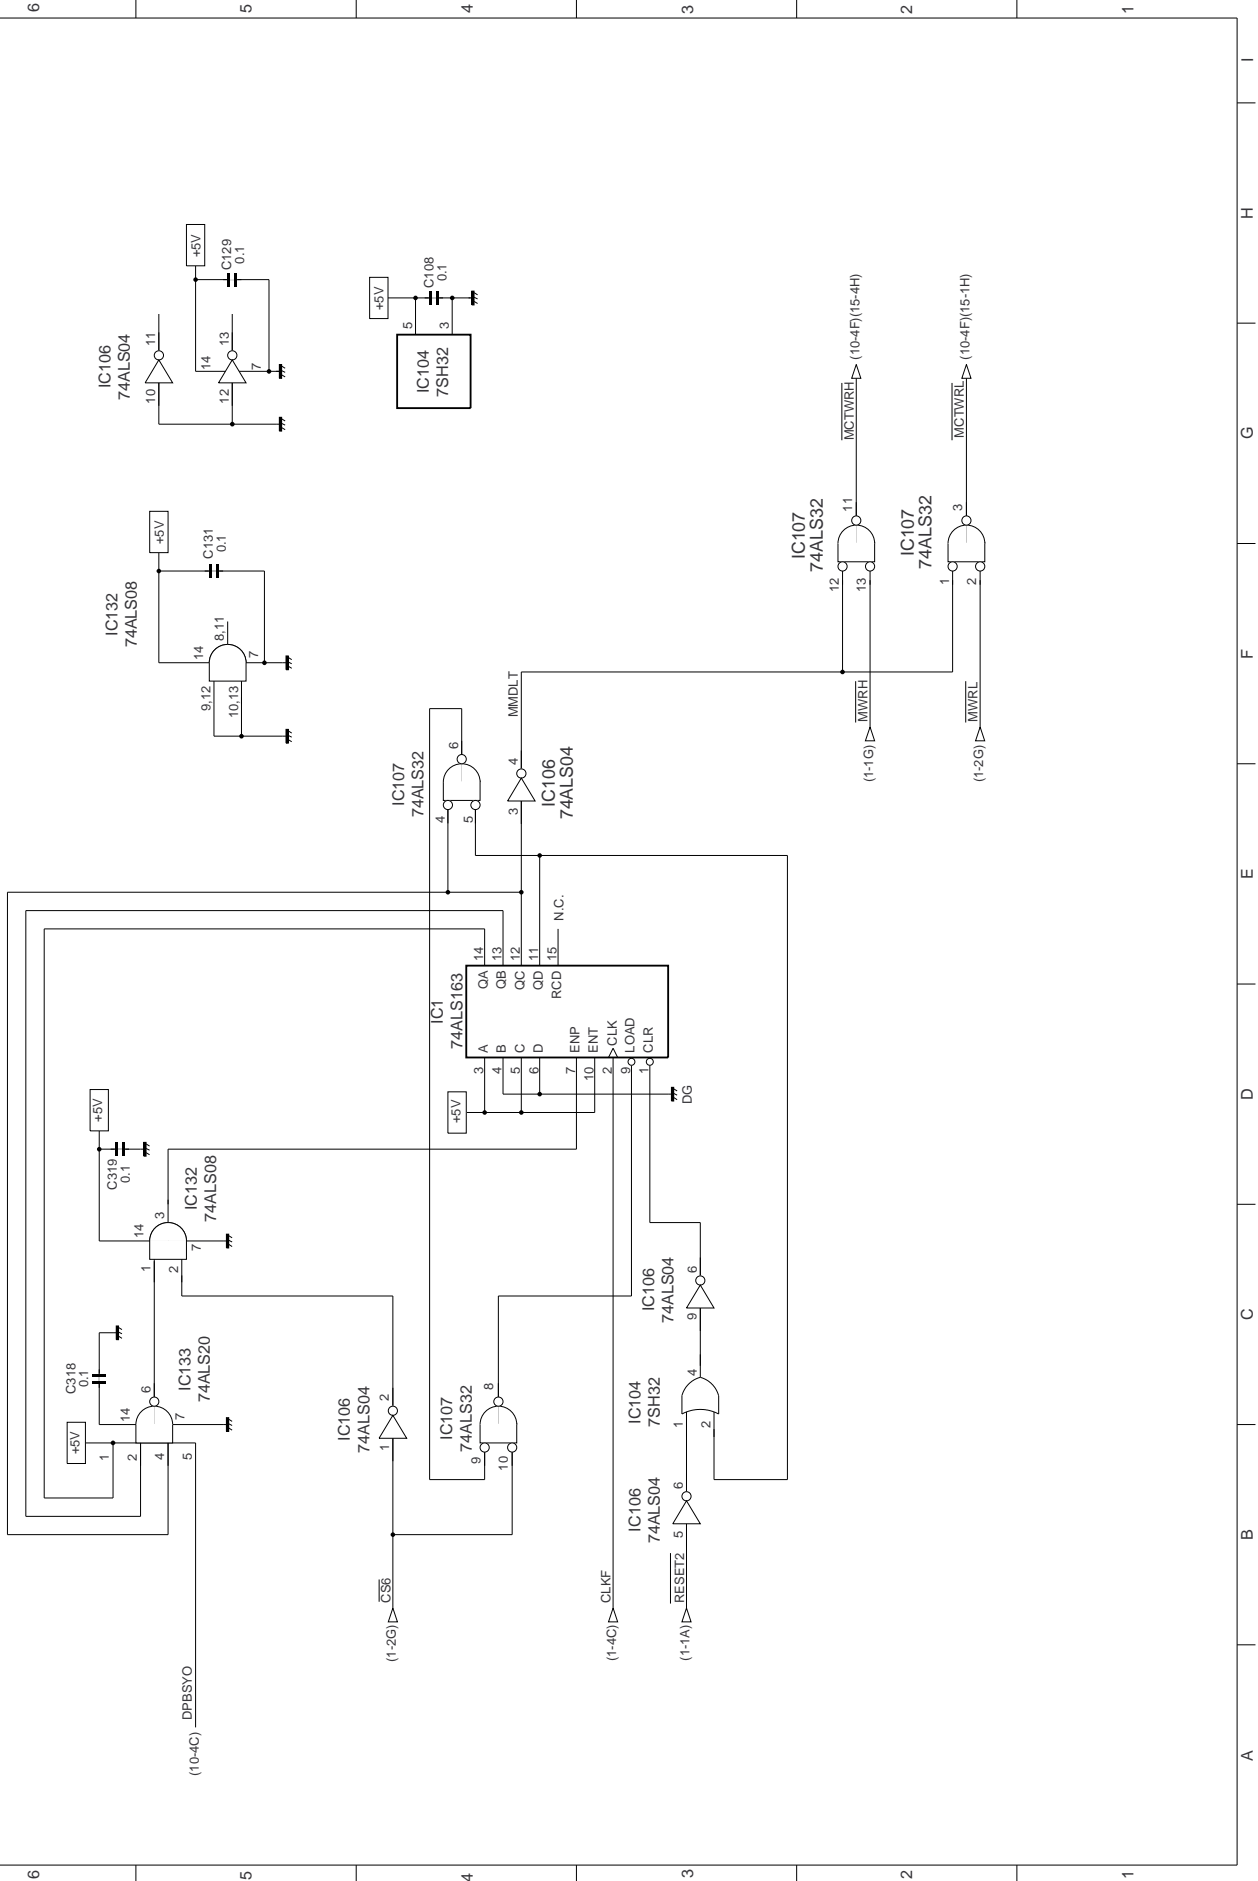 6
5
4
3
2
1
A
B
C
D
E
F
G
H
I
6
5
4
3
2
1
(10-4C)
DPBSYO
+5V
1
2
4
5
14
7
6
C318
0.1
IC133
74ALS20
1
2
14
7
3
+5V
C319
0.1
IC132
74ALS08
(1-2G)
CS6
1
2
IC106
74ALS04
9
10
8
IC107
74ALS32
(1-4C)
CLKF
(1-1A)
RESET2
5
6
IC106
74ALS04
1
2
4
IC104
7SH32
9
6
IC106
74ALS04
+5V
DG
IC1
74ALS163
3
A
4
B
5
C
6
D
7
ENP
10
ENT
2
CLK
9
LOAD
1
CLR
QA
14
QB
13
QC
12
QD
11
RCD
15
N.C.
IC107
74ALS32
4
5
6
3
4
IC106
74ALS04
MMDLT
IC132
74ALS08
9,12
10,13
14
7
8,11
+5V
C131
0.1
IC106
74ALS04
10
11
12
13
14
7
+5V
C129
0.1
IC104
7SH32
5
3
+5V
C108
0.1
(1-1G)
MWRH
12
13
11
IC107
74ALS32
MCTWRH
(10-4F)(15-4H)
(1-2G)
MWRL
1
2
3
IC107
74ALS32
MCTWRL
(10-4F)(15-1H)